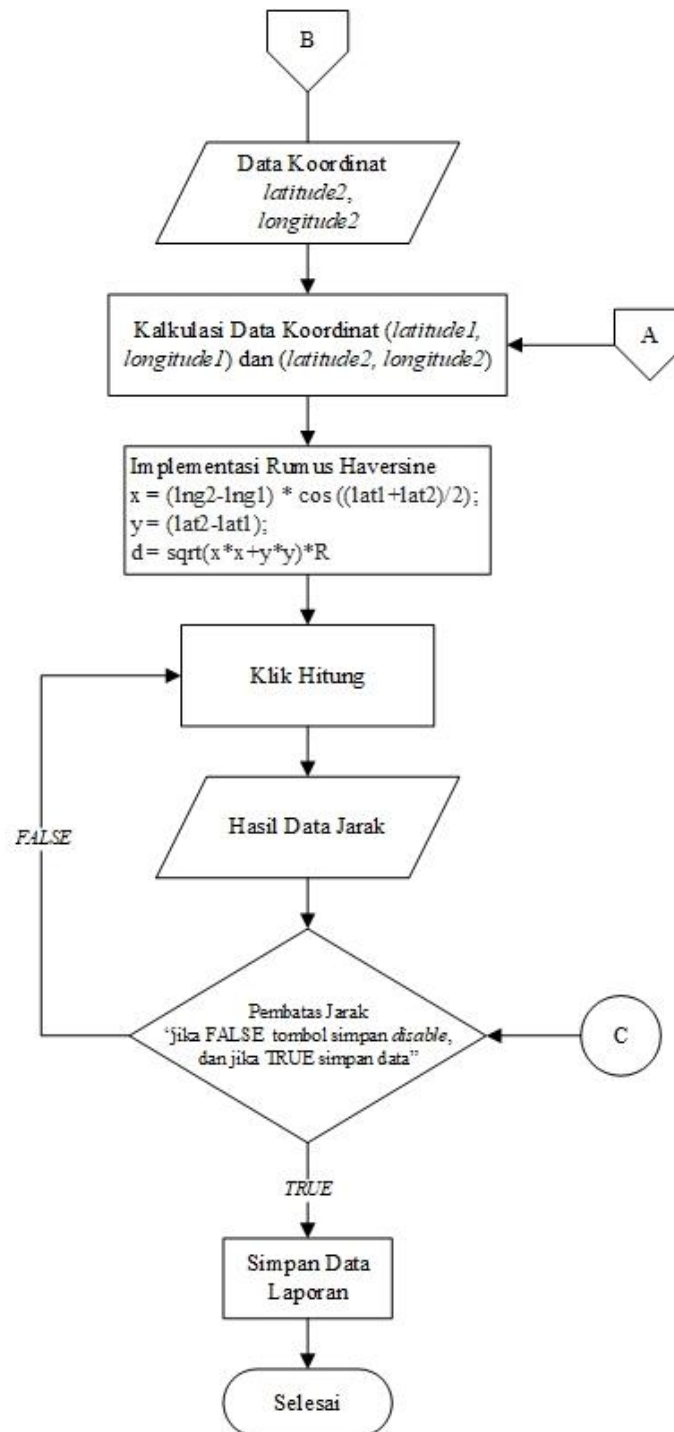 B
Data Koordinat
latitude2,
longitude2
Kalkulasi Data Koordinat (latitude1,
longitude1) dan (latitude2, longitude2)
A
Implementasi Rumus Haversine
x = (lng2-lng1) * cos ((lat1+lat2)/2);
y = (lat2-lat1);
d = sqrt(x*x+y*y)*R
Klik Hitung
Hasil Data Jarak
FALSE
Pembatas Jarak
“jika FALSE tombol simpan disable,
dan jika TRUE simpan data”
C
TRUE
Simpan Data
Laporan
Selesai